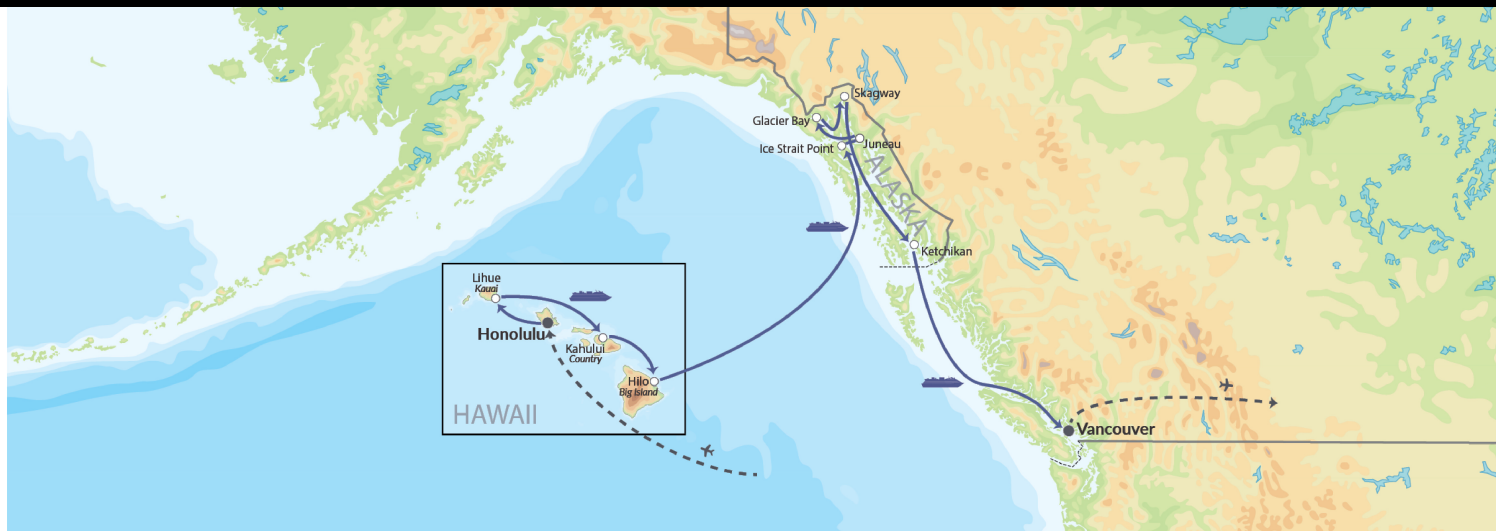 Skagway
Glacier Bay
Juneau
Ice Strait Point
ALASKA
Ketchikan
Lihue
Kauai
Honolulu
Kahului
Country
Hilo
Big Island
HAWAII
Vancouver